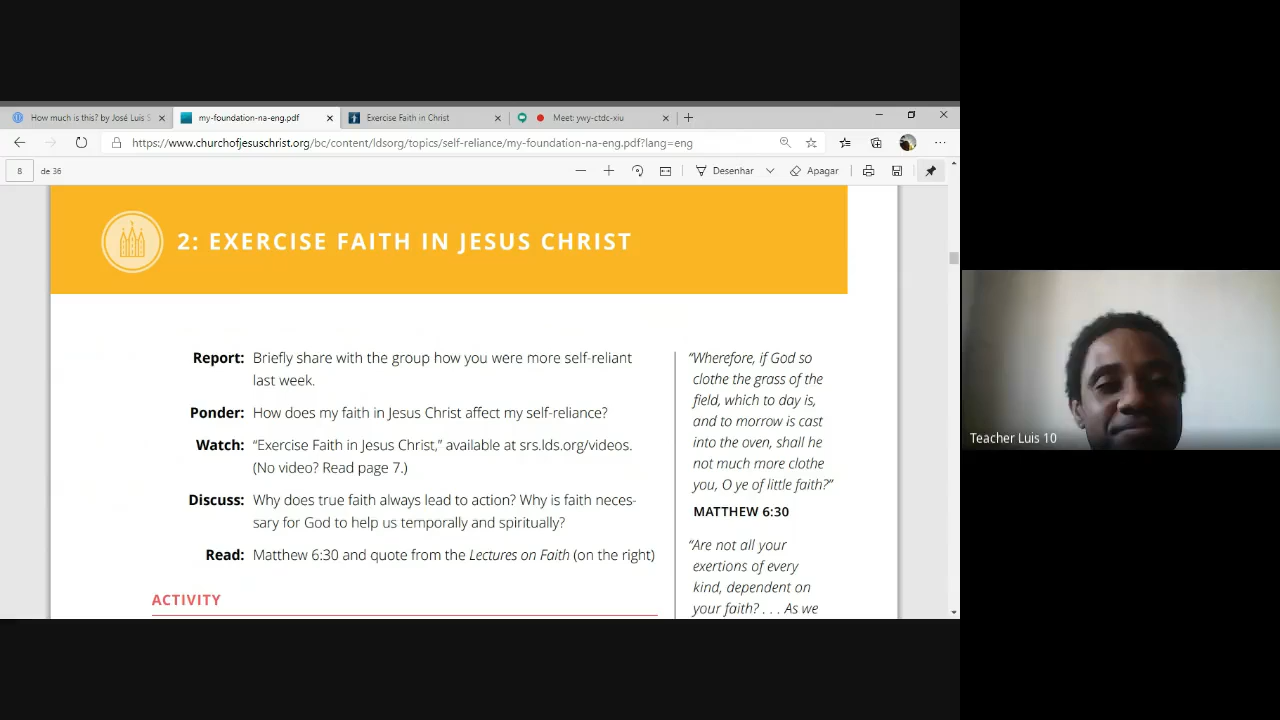 How much is this? by José Luis S
my-foundation-na-eng.pdf
Exercise Faith in Christ
Meet: ywy-ctdc-xiu
https://www.churchofjesuschrist.org/bc/content/ldsorg/topics/self-reliance/my-foundation-na-eng.pdf?lang=eng
8 de 36
Desenhar
Apagar
2: EXERCISE FAITH IN JESUS CHRIST
Report: Briefly share with the group how you were more self-reliant
last week.
Ponder: How does my faith in Jesus Christ affect my self-reliance?
Watch: “Exercise Faith in Jesus Christ,” available at srs.lds.org/videos.
(No video? Read page 7.)
Discuss: Why does true faith always lead to action? Why is faith neces-
sary for God to help us temporally and spiritually?
Read: Matthew 6:30 and quote from the Lectures on Faith (on the right)
ACTIVITY
“Wherefore, if God so
clothe the grass of the
field, which to day is,
and to morrow is cast
into the oven, shall he
not much more clothe
you, O ye of little faith?”
MATTHEW 6:30
“Are not all your
exertions of every
kind, dependent on
your faith? . . . As we
Teacher Luis 10